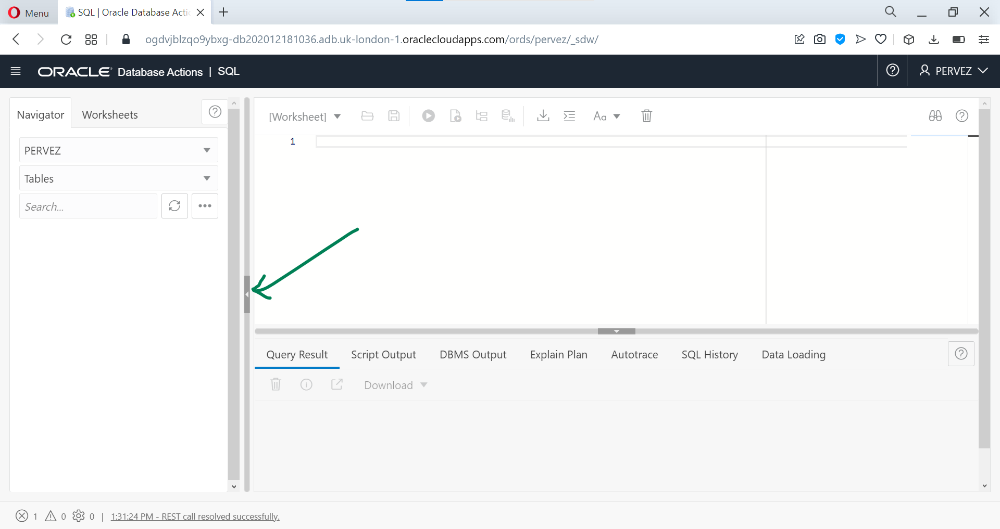 Menu
SQL | Oracle Database Acti
ogdvjblzqo9ybxg-db202012181036.adb.uk-london-1.oraclecloudapps.com/ords/pervez/_sdw/
ORACLE Database Actions | SQL
PERVEZ
Navigator
Worksheets
[Worksheet]
Aa
PERVEZ
Tables
Search...
1
Query Result
Script Output
DBMS Output
Explain Plan
Autotrace
SQL History
Data Loading
Download
1 0 0 | 1:31:24 PM - REST call resolved successfully.